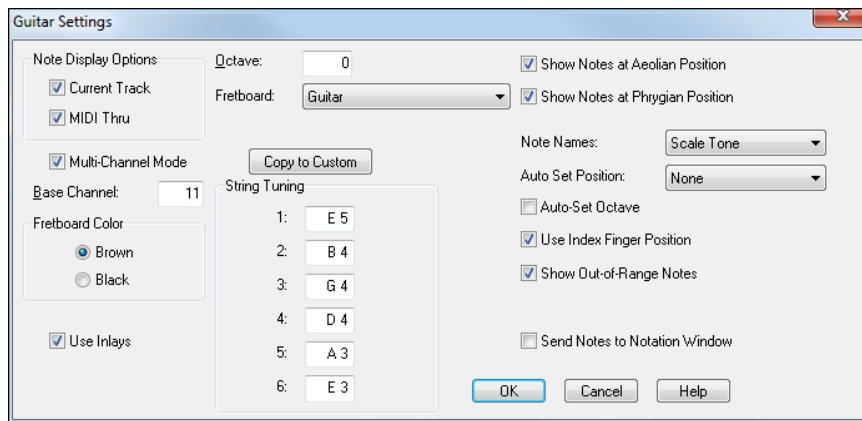 Guitar Settings
Note Display Options
Current Track
MIDI Thru
Multi-Channel Mode
Base Channel: 11
Fretboard Color
Brown
Black
Use Inlays
Octave: 0
Fretboard: Guitar
Copy to Custom
String Tuning
1: E 5
2: B 4
3: G 4
4: D 4
5: A 3
6: E 3
Show Notes at Aeolian Position
Show Notes at Phrygian Position
Note Names: Scale Tone
Auto Set Position: None
Auto-Set Octave
Use Index Finger Position
Show Out-of-Range Notes
Send Notes to Notation Window
OK Cancel Help